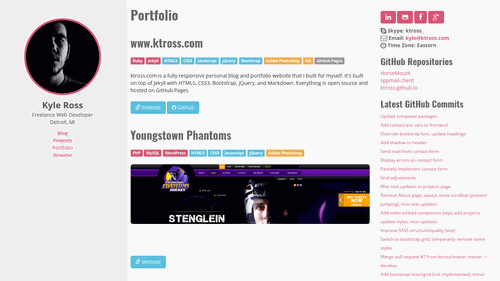 Kyle Ross
Freelance Web Developer
Detroit, MI
Blog
Projects
Portfolio
Resume
Portfolio
www.ktross.com
Ruby Jekyll HTML5 CSS3 Javascript jQuery Bootstrap Adobe Photoshop Git GitHub Pages
ktross.com is a fully responsive personal blog and portfolio website that I built for myself. It's built
on top of Jekyll with HTML5, CSS3, Bootstrap, jQuery, and Markdown. Everything is open source and
hosted on GitHub Pages.
Website GitHub
Youngstown Phantoms
PHP MySQL WordPress HTML5 CSS3 Javascript jQuery Adobe Photoshop
PHANTOMS
STENGLEIN
Website
Skype: ktross_
Email: kyle@ktross.com
Time Zone: Eastern
GitHub Repositories
HorseMount
sppmail-client
ktross.github.io
Latest GitHub Commits
Update computer packages
Add contact env vars to frontend
Override bootstrap font, update headings
Add shadow to header
Send mail from contact form
Display errors on contact form
Partially implement contact form
Grid adjustments
Misc text updates to projects page
Remove Aboso page, always show scrollbar (prevent
jumping), misc text updates
Add video embed component (wip), add projects,
update styles, misc updates
Improve SASS structure/quality (wip)
Switch to bootstrap grid, temporarily remove some
styles
Merge pull request #7 from ktross/master master ->
develop
Add bootstrap reset/grid (not implemented), minor